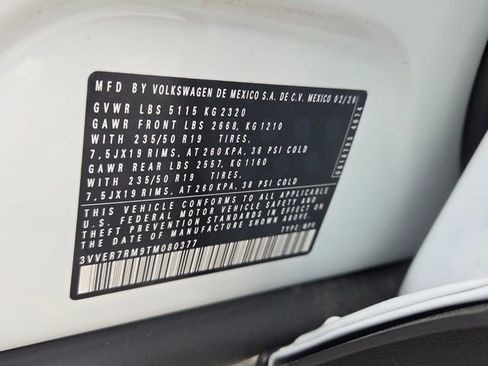 MFD BY VOLKSWAGEN DE MEXICO S.A. DE C.V. MEXICO 02/26
GVWR LBS 5115 KG 2320
GAWR FRONT LBS 2668, KG 1210
WITH 235/50 R19
7,5JX19 RIMS, AT 260 KPA, 38 PSI COLD
GAWR REAR LBS 2557, KG 1160
WITH 235/50 R19
7,5JX19 RIMS, AT 260 KPA, 38 PSI COLD
THIS VEHICLE CONFORMS TO ALL APPLICABLE
U.S. FEDERAL MOTOR VEHICLE SAFETY AND
THEFT PREVENTION STANDARDS IN EFFECT ON
THE DATE OF MANUFACTURE SHOWN ABOVE.
3VVER7RM9TM080377
TYPE: MPV